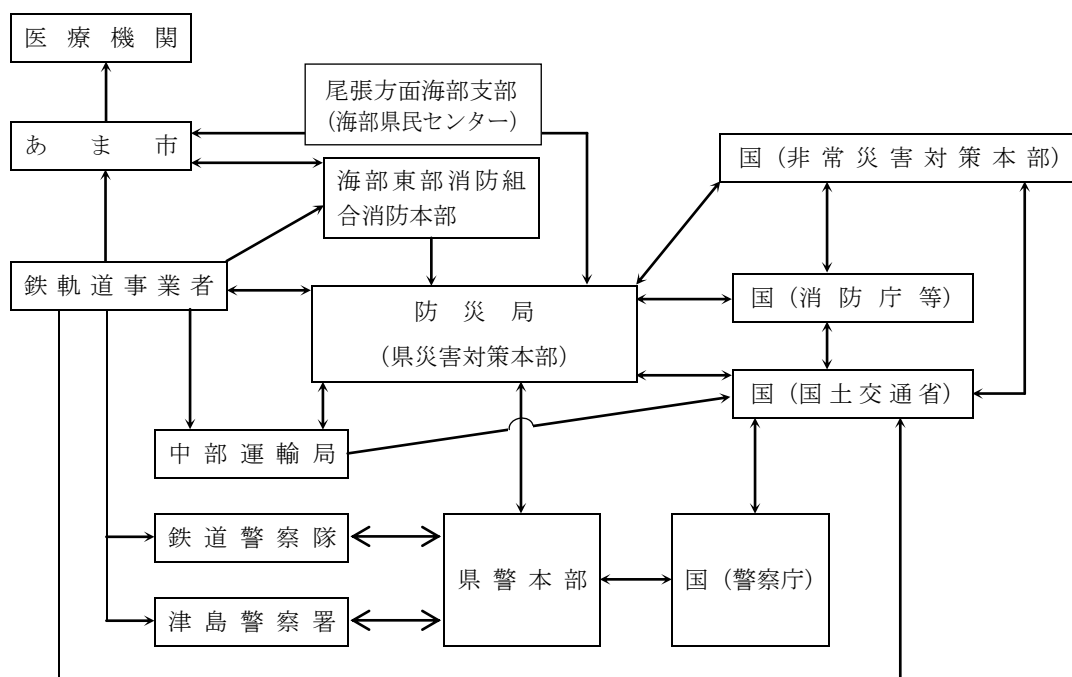 医療機関
尾張方面海部支部
（海部県民センター）
あま市
国（非常災害対策本部）
海部東部消防組
合消防本部
鉄軌道事業者
防災局
（県災害対策本部）
国（消防庁等）
国（国土交通省）
中部運輸局
鉄道警察隊
県警本部
国（警察庁）
津島警察署